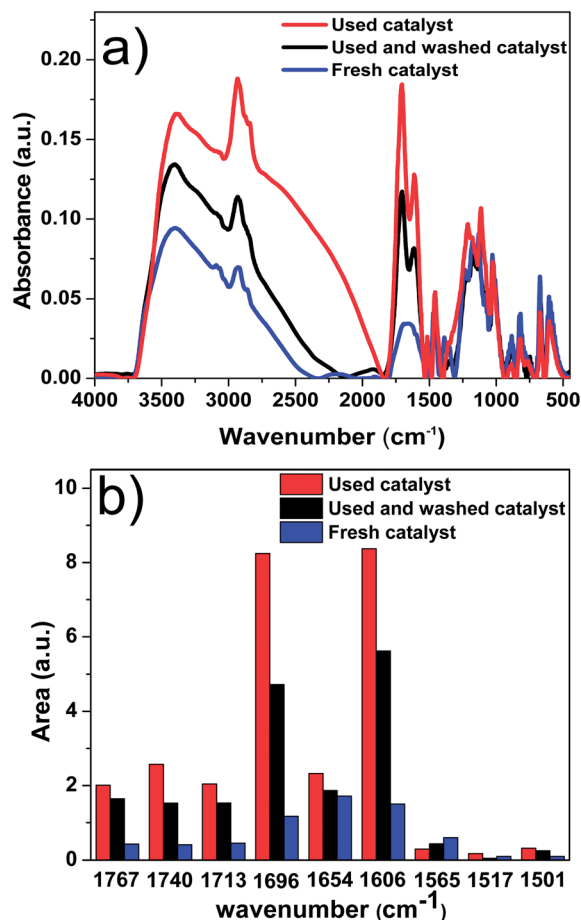 a)
Used catalyst
Used and washed catalyst
Fresh catalyst
0.20
0.15
0.10
0.05
0.00
Absorbance (a.u.)
4000 3500 3000 2500 2000 1500 1000 500
Wavenumber (cm⁻¹)
b)
Used catalyst
Used and washed catalyst
Fresh catalyst
10
8
6
4
2
0
Area (a.u.)
1767 1740 1713 1696 1654 1606 1565 1517 1501
wavenumber (cm⁻¹)